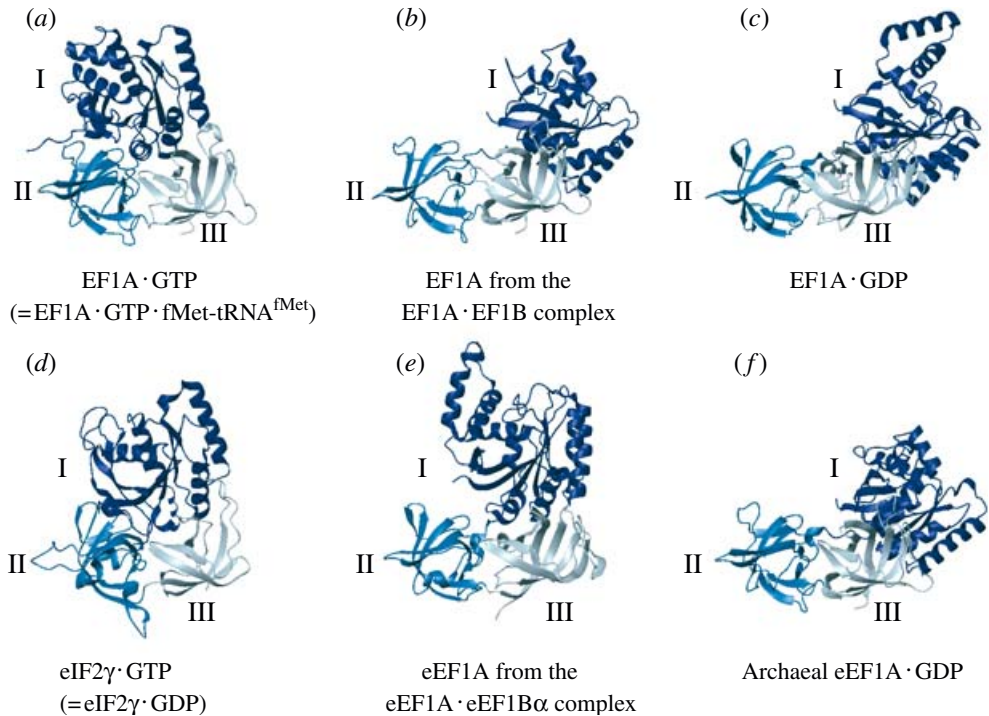 (a)
(b)
(c)
I
I
I
II
II
II
III
III
III
EF1A·GTP
(=EF1A·GTP·fMet-tRNA^fMet)
EF1A from the
EF1A·EF1B complex
EF1A·GDP
(d)
(e)
(f)
I
I
I
II
II
II
III
III
III
eIF2γ·GTP
(=eIF2γ·GDP)
eEF1A from the
eEF1A·eEF1Bα complex
Archaeal eEF1A·GDP